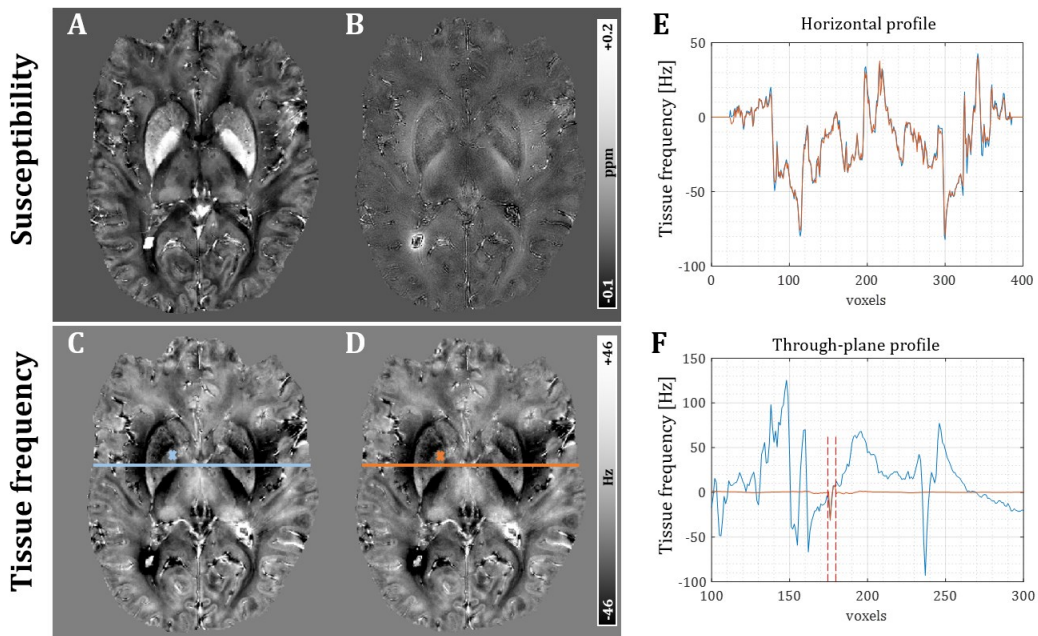 Susceptibility
A
B
+0.2
ppm
-0.1
Tissue frequency
C
D
+46
Hz
-46
E
Horizontal profile
Tissue frequency [Hz]
50
0
-50
-100
0
100
200
300
400
voxels
F
Through-plane profile
Tissue frequency [Hz]
150
100
50
0
-50
-100
100
150
200
250
300
voxels